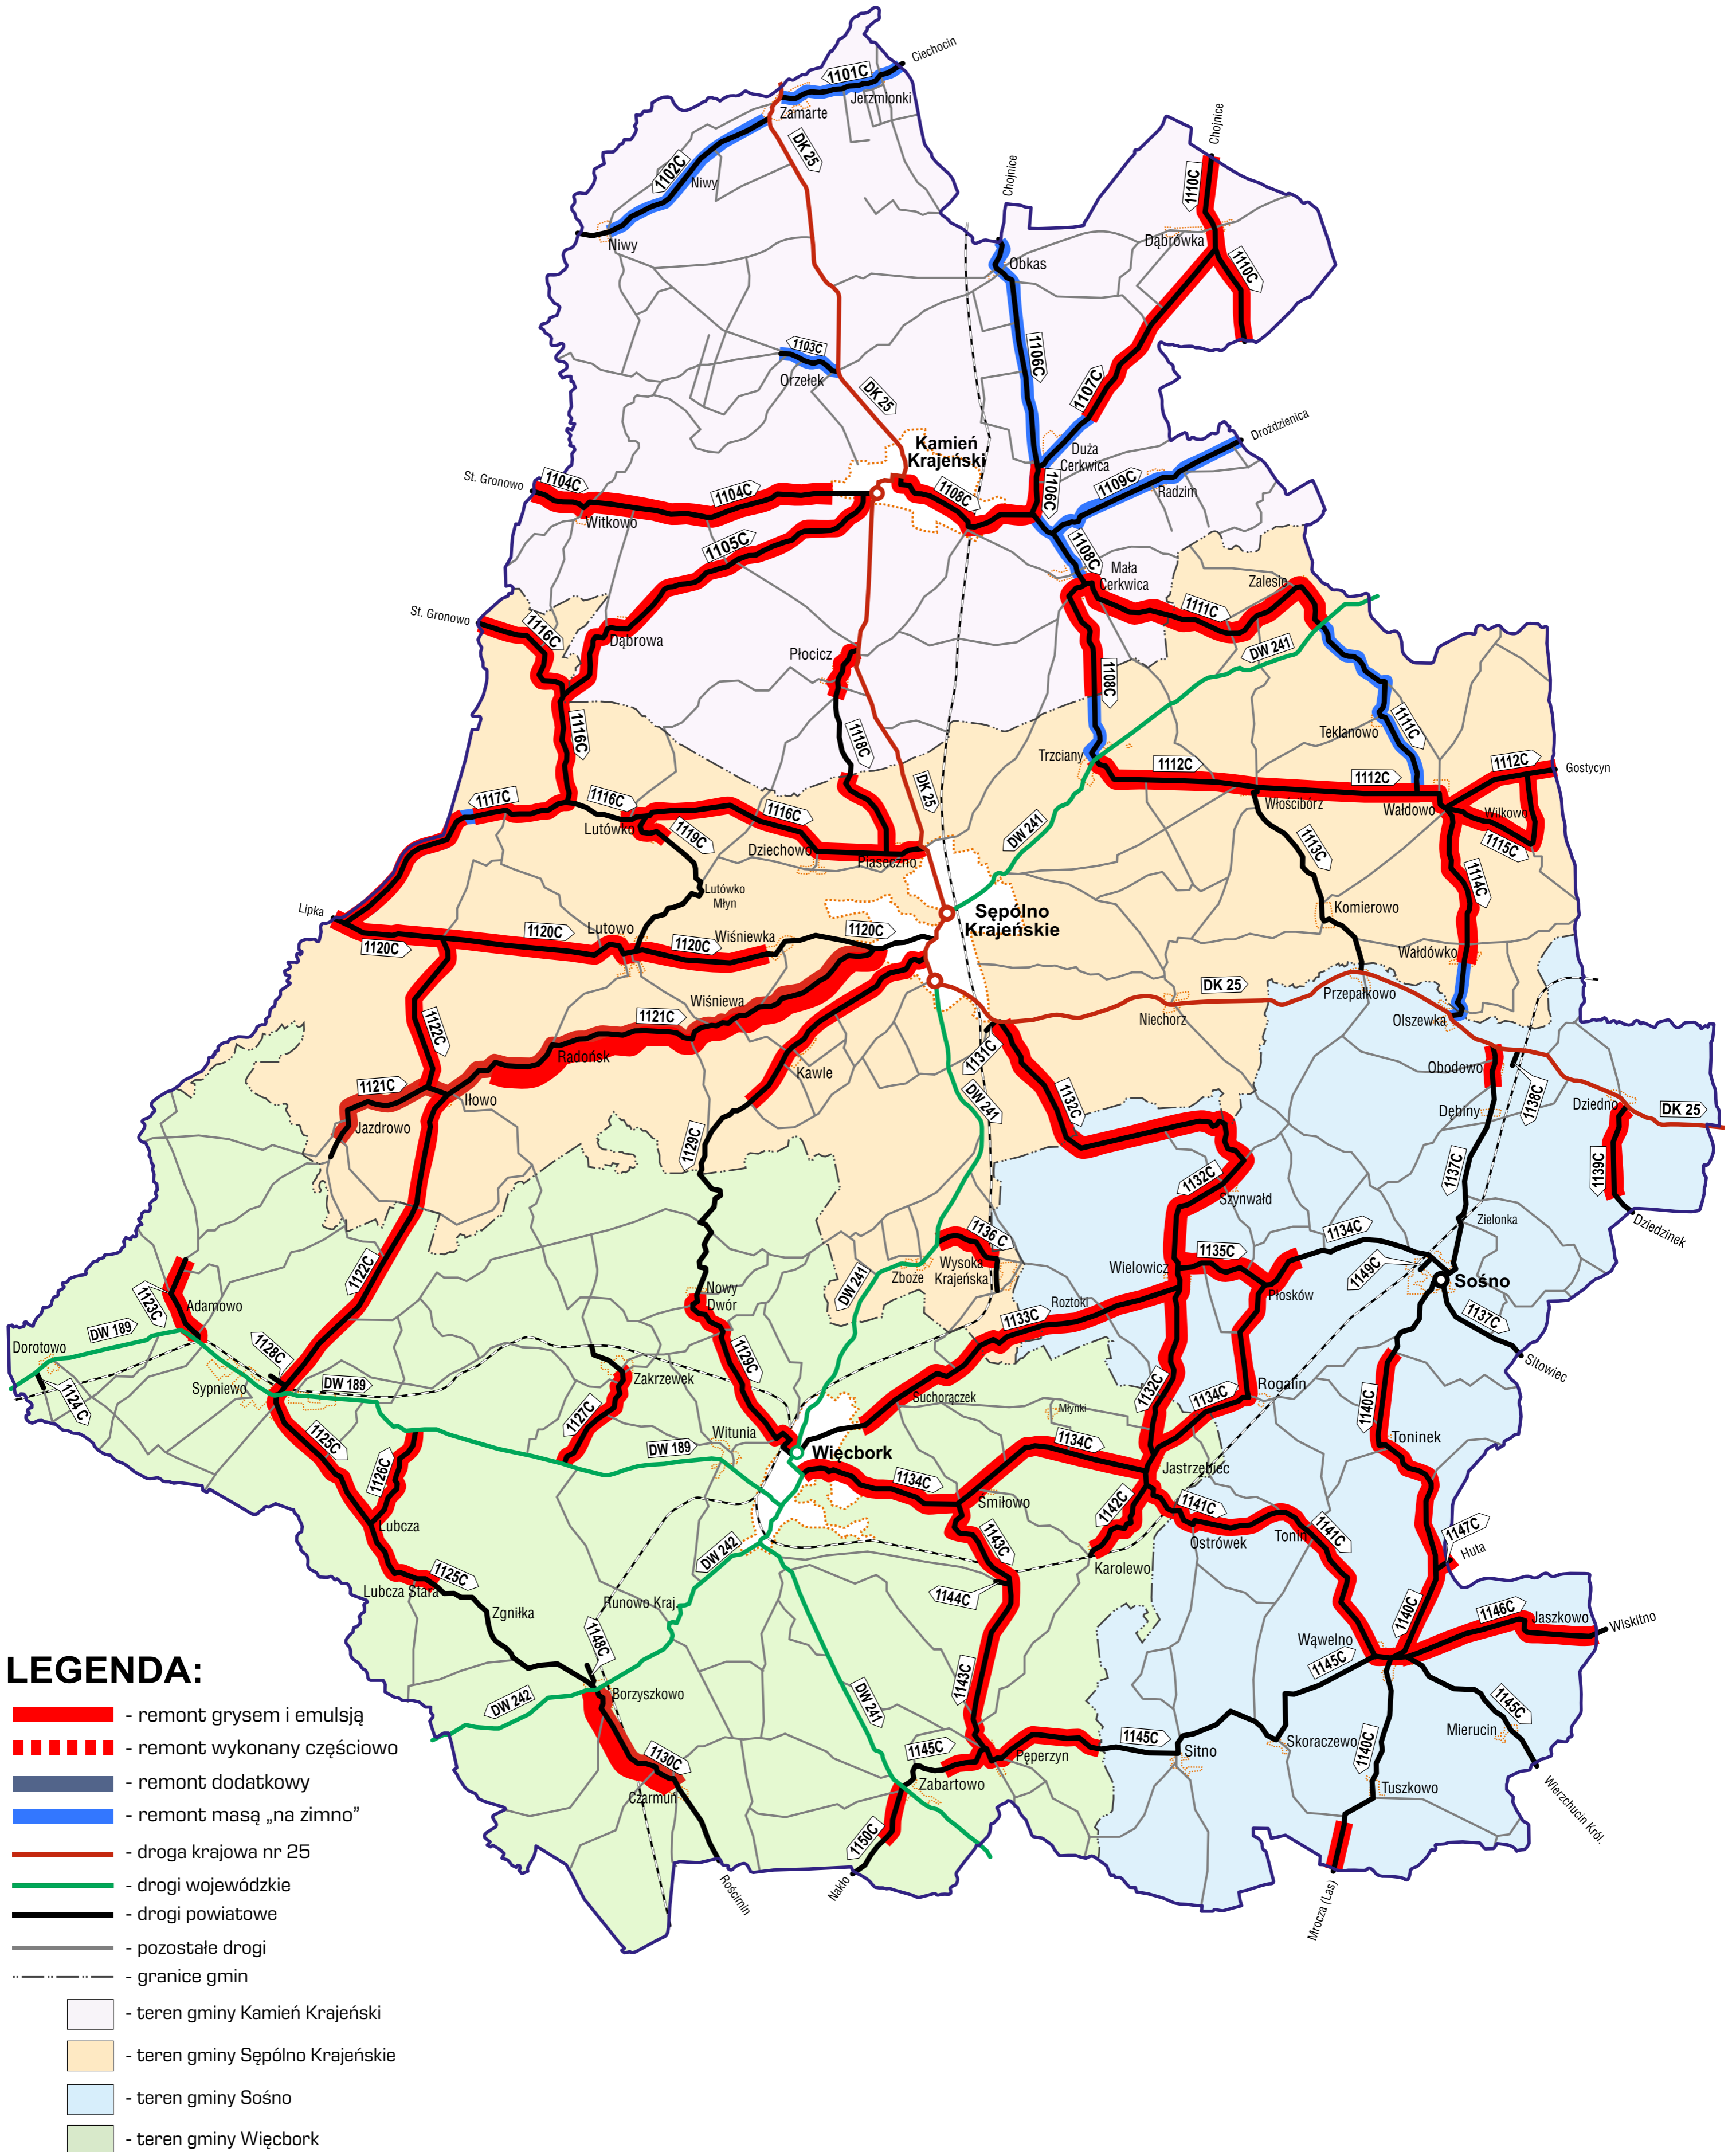 Ciechocin
1101C
Jerzmionki
Zamarte
DK 25
1102C
Niwy
Niwy
Chojnice
Chojnice
1110C
Dąbrówka
1110C
Obkas
1103C
Orzełek
DK 25
1106C
1107C
Kamień
Krajeński
Duża
Cerkwica
Drożdzienica
St. Gronowo
1104C
1104C
1108C
1106C
1109C
Radzim
Witkowo
1105C
1108C
Mała
Cerkwica
Zalesie
1111C
St. Gronowo
1116C
Dąbrowa
Płocicz
DW 241
1108C
1116C
1118C
Trzciany
Teklanowo
1111C
1112C
1112C
1112C
Gostycyn
DK 25
1117C
1116C
1116C
Lutówko
1119C
Dziechowo
Piaseczno
DW 241
Włościbórz
Wałdowo
Wilkowo
1115C
1113C
1114C
Lutówko
Młyn
Lipka
Sępólno
Krajeńskie
Komierowo
1120C
1120C
Lutowo
1120C
Wiśniewka
1120C
Wałdówko
Wiśniewa
1121C
DK 25
Niechorz
Przepałkowo
Olszewka
1122C
Radońsk
Kawle
1131C
1132C
Obodowo
1138C
1121C
Iłowo
Jazdrowo
DW 241
Dębiny
Dziedno
DK 25
1129C
1132C
Szynwałd
1137C
1139C
Zielonka
Dziedzinek
1136 C
Wysoka
Krajeńska
Zboże
DW 241
1134C
1135C
Wielowicz
1149C
Sośno
Płosków
1122C
1123C
Adamowo
Nowy
Dwór
Roztoki
1133C
1137C
Sitowiec
DW 189
Dorotowo
1128C
1124 C
Sypniewo
DW 189
1129C
Zakrzewek
1127C
Suchorączek
Młynki
1132C
1134C
Rogalin
1140C
Toninek
Witunia
DW 189
Więcbork
1134C
1134C
Jastrzębiec
1125C
1126C
Lubcza
Śmiłowo
1142C
1141C
Ostrówek
Tonin
1141C
1147C
Huta
DW 242
1143C
1144C
Karolewo
Lubcza Stara
1125C
Zgniłka
Runowo Kraj.
1148C
1140C
1146C
Jaszkowo
Wiskitno
Wąwelno
1145C
Borzyszkowo
DW 242
DW 241
1143C
1145C
Mierucin
1130C
Czarmuń
1145C
Zabartowo
Pęperzyn
1145C
Sitno
Skoraczewo
1140C
Tuszkowo
Wierzchucin Król.
1150C
Nakło
Rościmin
Mrocza (Las)
LEGENDA:
- remont grysem i emulsją
- remont wykonany częściowo
- remont dodatkowy
- remont masą „na zimno”
- droga krajowa nr 25
- drogi wojewódzkie
- drogi powiatowe
- pozostałe drogi
- granice gmin
- teren gminy Kamień Krajeński
- teren gminy Sępólno Krajeńskie
- teren gminy Sośno
- teren gminy Więcbork